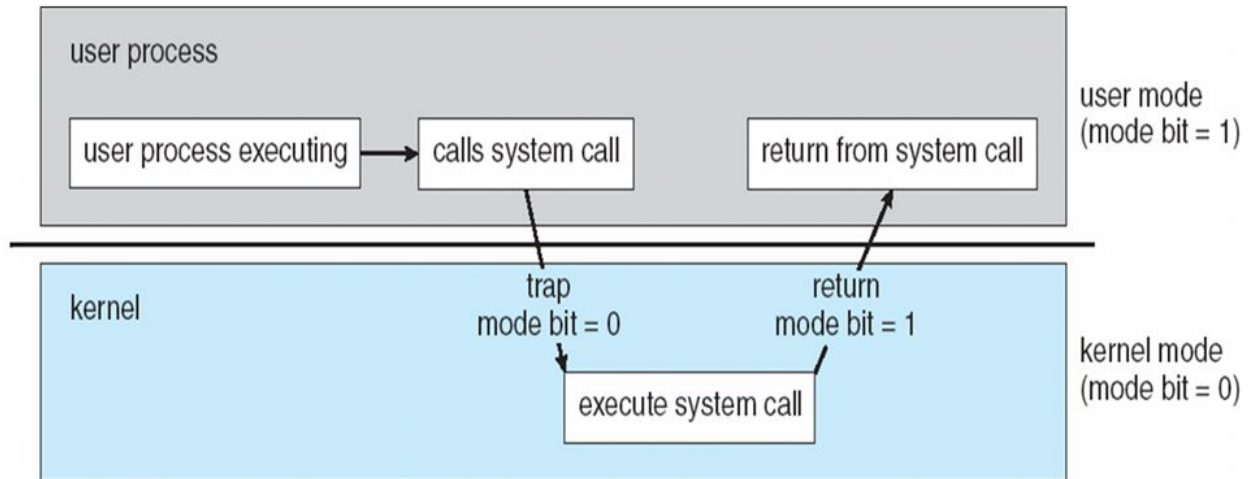 user process
user process executing
calls system call
return from system call
user mode
(mode bit = 1)
kernel
trap
mode bit = 0
return
mode bit = 1
execute system call
kernel mode
(mode bit = 0)